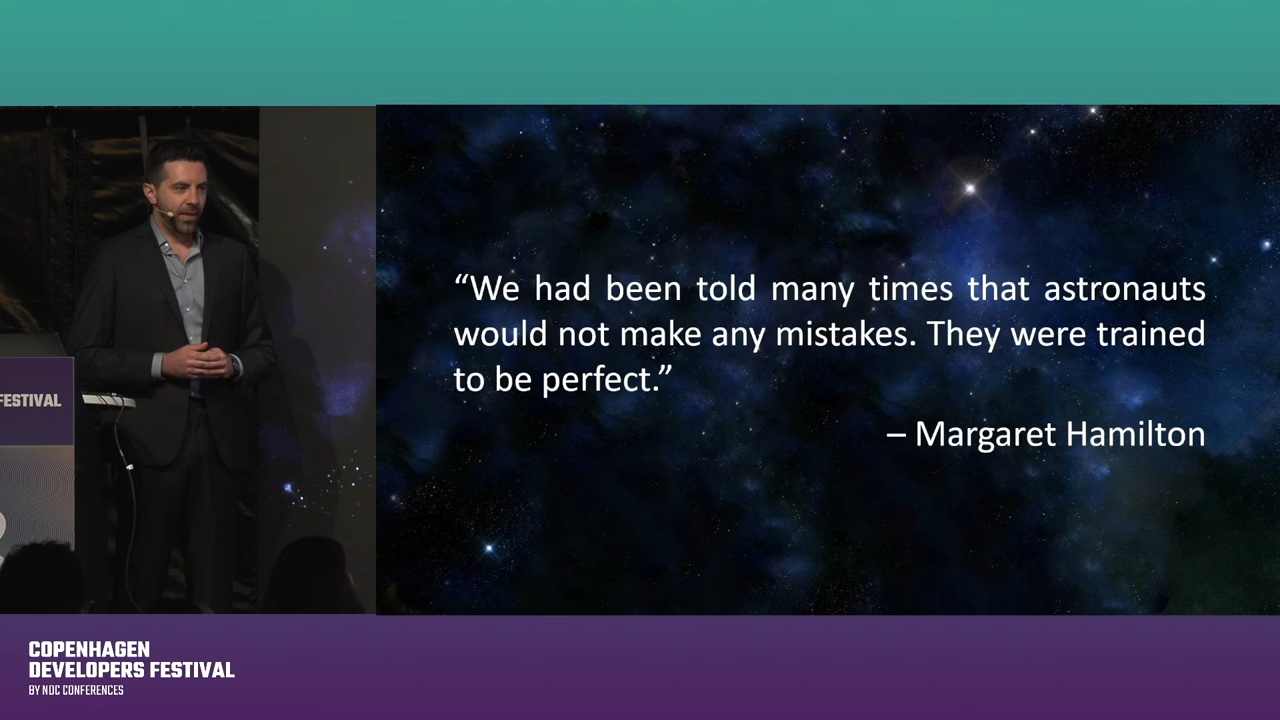 “We had been told many times that astronauts
would not make any mistakes. They were trained
to be perfect.”
– Margaret Hamilton
FESTIVAL
COPENHAGEN
DEVELOPERS FESTIVAL
BY NDC CONFERENCES